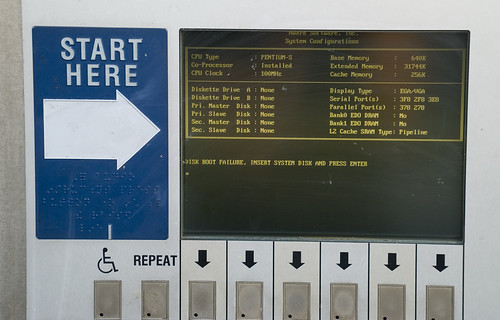 START
HERE
Award Software, Inc.
System Configurations
CPU Type : PENTIUM-S Base Memory : 640K
Co-Processor : Installed Extended Memory : 31744K
CPU Clock : 100MHz Cache Memory : 256K
Diskette Drive A : None Display Type : EGA/VGA
Diskette Drive B : None Serial Port(s) : 3F8 2F8 3E8
Pri. Master Disk : None Parallel Port(s) : 378 278
Pri. Slave Disk : None Bank0 EDO DRAM : No
Sec. Master Disk : None Bank1 EDO DRAM : No
Sec. Slave Disk : None L2 Cache SRAM Type: Pipeline
DISK BOOT FAILURE, INSERT SYSTEM DISK AND PRESS ENTER
REPEAT